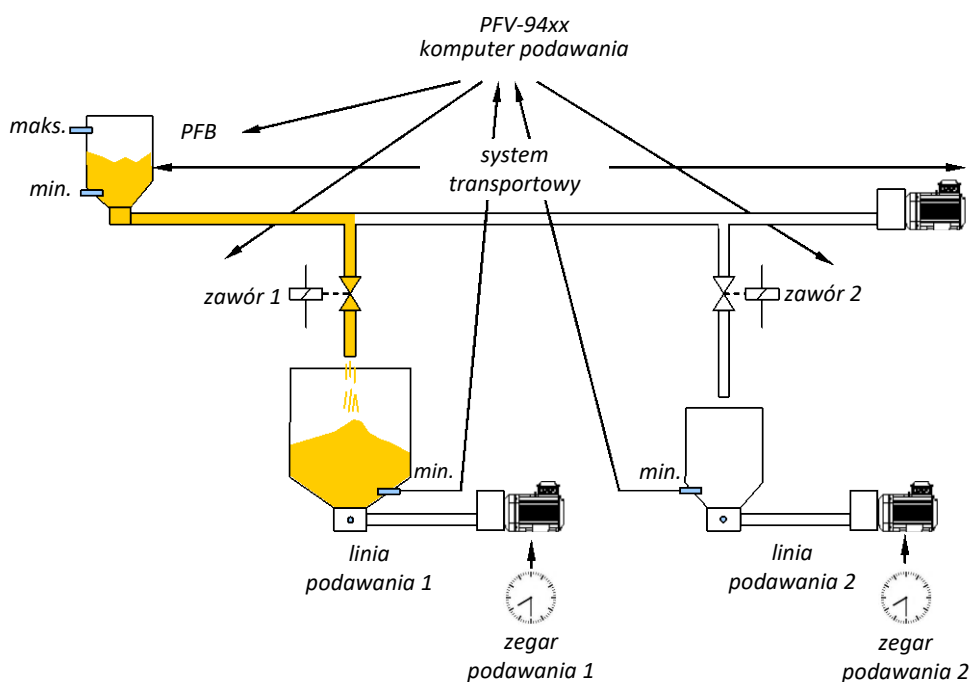 PFV-94xx
komputer podawania
maks.
PFB
system
transportowy
min.
zawór 1
zawór 2
min.
min.
linia
podawania 1
linia
podawania 2
zegar
podawania 1
zegar
podawania 2